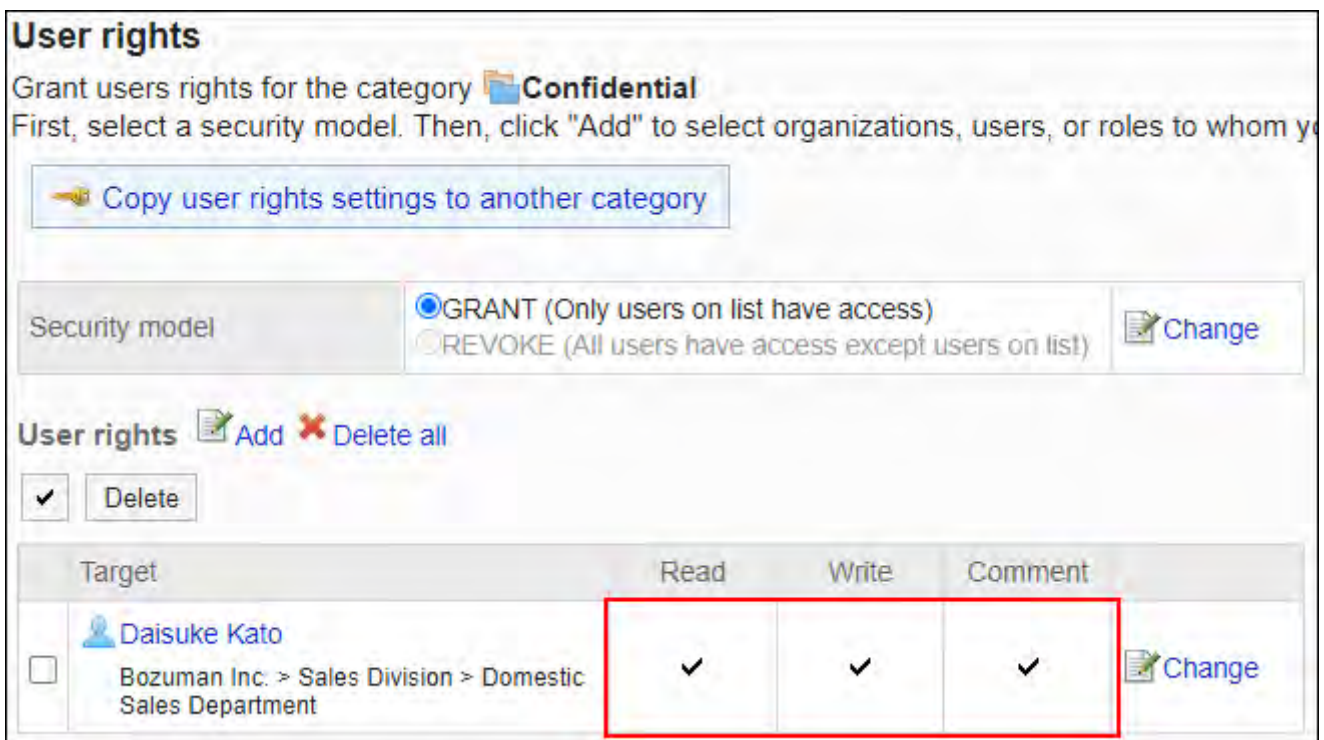 User rights
Grant users rights for the category Confidential
First, select a security model. Then, click "Add" to select organizations, users, or roles to whom
Copy user rights settings to another category
Security model
GRANT (Only users on list have access)
REVOKE (All users have access except users on list)
Change
User rights Add Delete all
Delete
Target Read Write Comment
Daisuke Kato
Bozuman Inc. > Sales Division > Domestic
Sales Department
Change